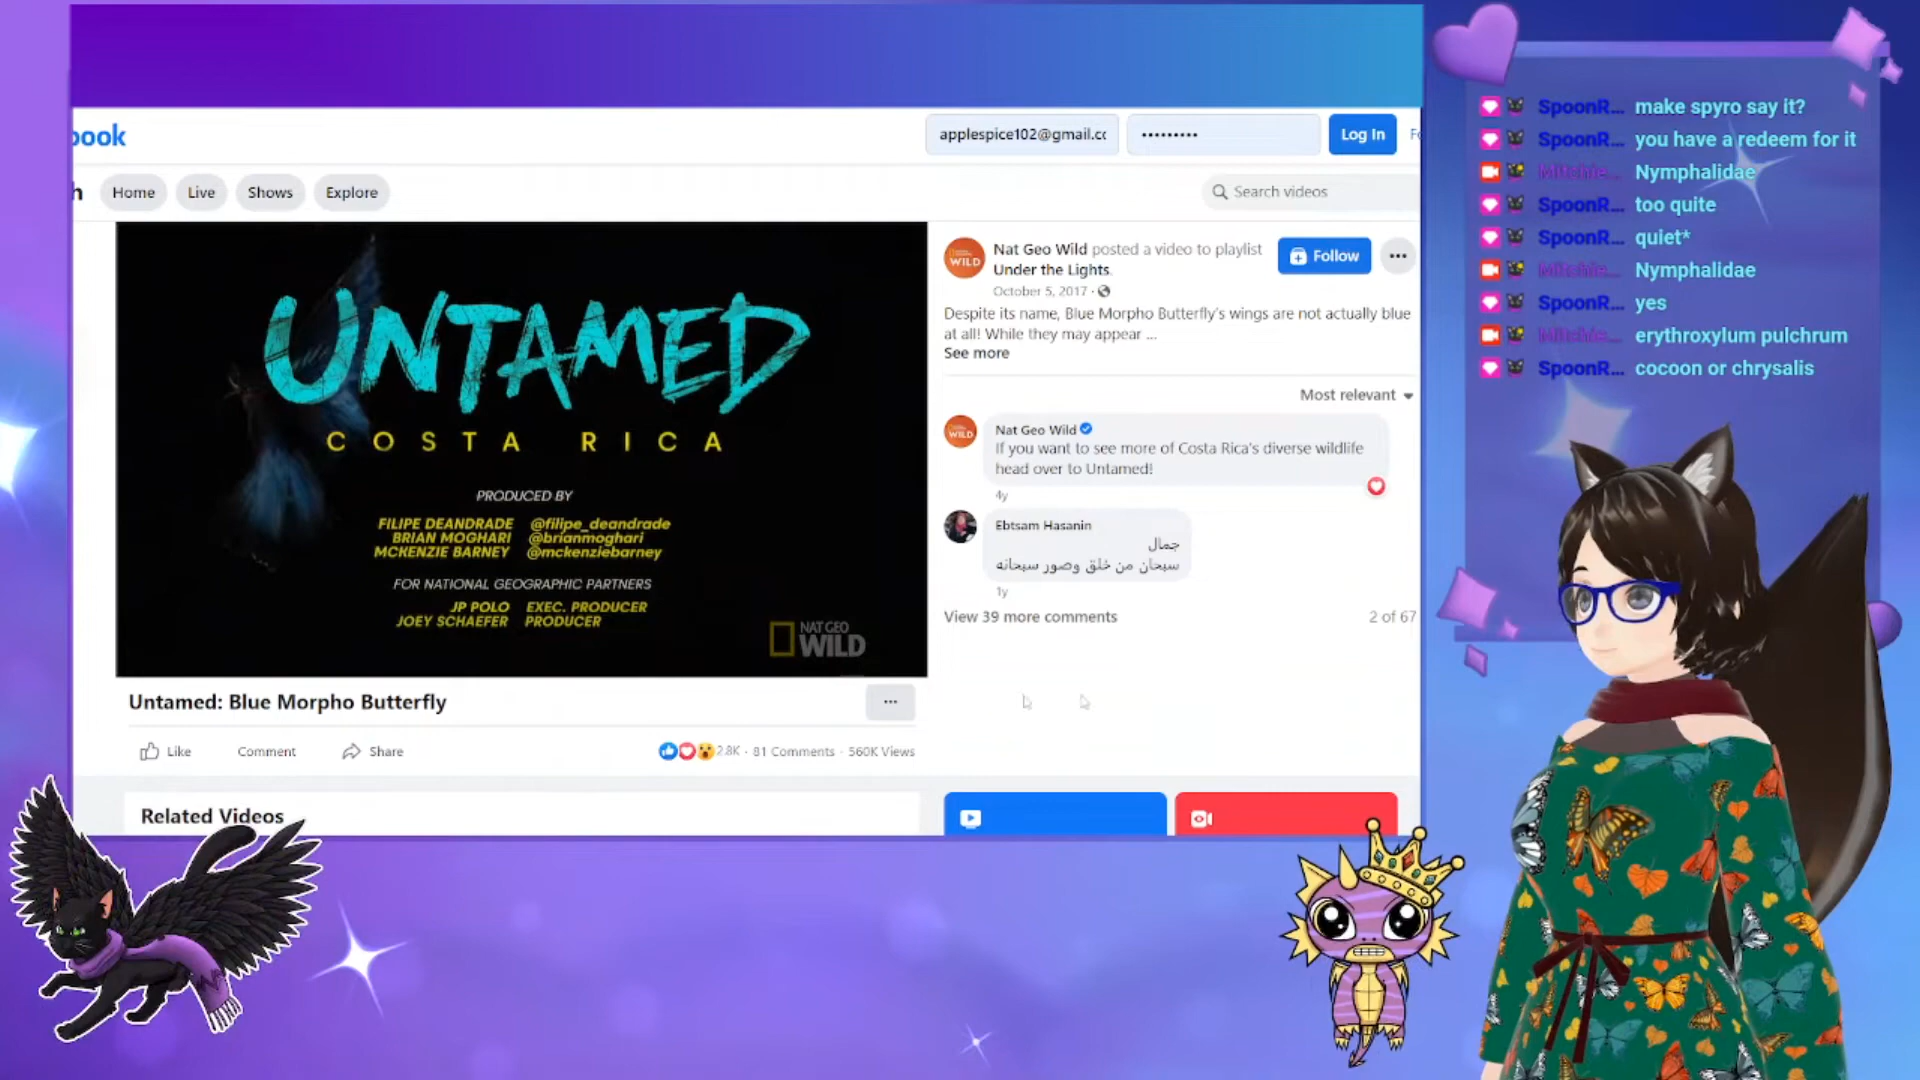 book
applespice102@gmail.cc
•••••••••
Log In
Home
Live
Shows
Explore
Search videos
UNTAMED
COSTA RICA
PRODUCED BY
FILIPE DEANDRADE @filipe_deandrade
BRIAN MOGHARI @brianmoghari
MCKENZIE BARNEY @mckenziebarney
FOR NATIONAL GEOGRAPHIC PARTNERS
JP POLO EXEC. PRODUCER
JOEY SCHAEFER PRODUCER
NAT GEO
WILD
Untamed: Blue Morpho Butterfly
...
Like
Comment
Share
2.8K · 81 Comments · 560K Views
Related Videos
WILD
Nat Geo Wild posted a video to playlist
Under the Lights.
October 5, 2017 ·
Follow
...
Despite its name, Blue Morpho Butterfly's wings are not actually blue
at all! While they may appear ...
See more
Most relevant
WILD
Nat Geo Wild
If you want to see more of Costa Rica's diverse wildlife
head over to Untamed!
4y
Ebtsam Hasanin
جمال
سبحان من خلق وصور سبحانه
1y
View 39 more comments
2 of 67
SpoonR... make spyro say it?
SpoonR... you have a redeem for it
Mitchie... Nymphalidae
SpoonR... too quite
SpoonR... quiet*
Mitchie... Nymphalidae
SpoonR... yes
Mitchie... erythroxylum pulchrum
SpoonR... cocoon or chrysalis